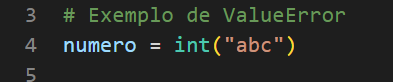 3 # Exemplo de ValueError
4 numero = int("abc")
5